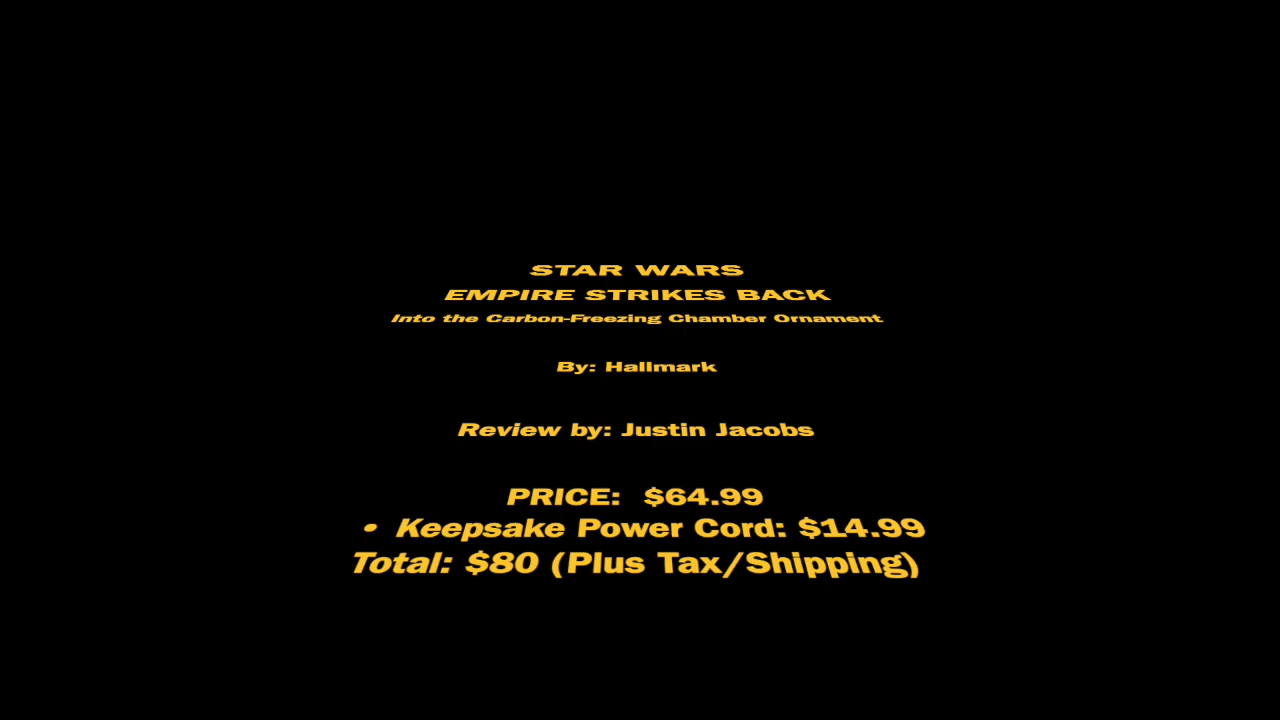 STAR WARS
EMPIRE STRIKES BACK
Into the Carbon-Freezing Chamber Ornament
By: Hallmark
Review by: Justin Jacobs
PRICE:  $64.99
• Keepsake Power Cord: $14.99
Total: $80 (Plus Tax/Shipping)